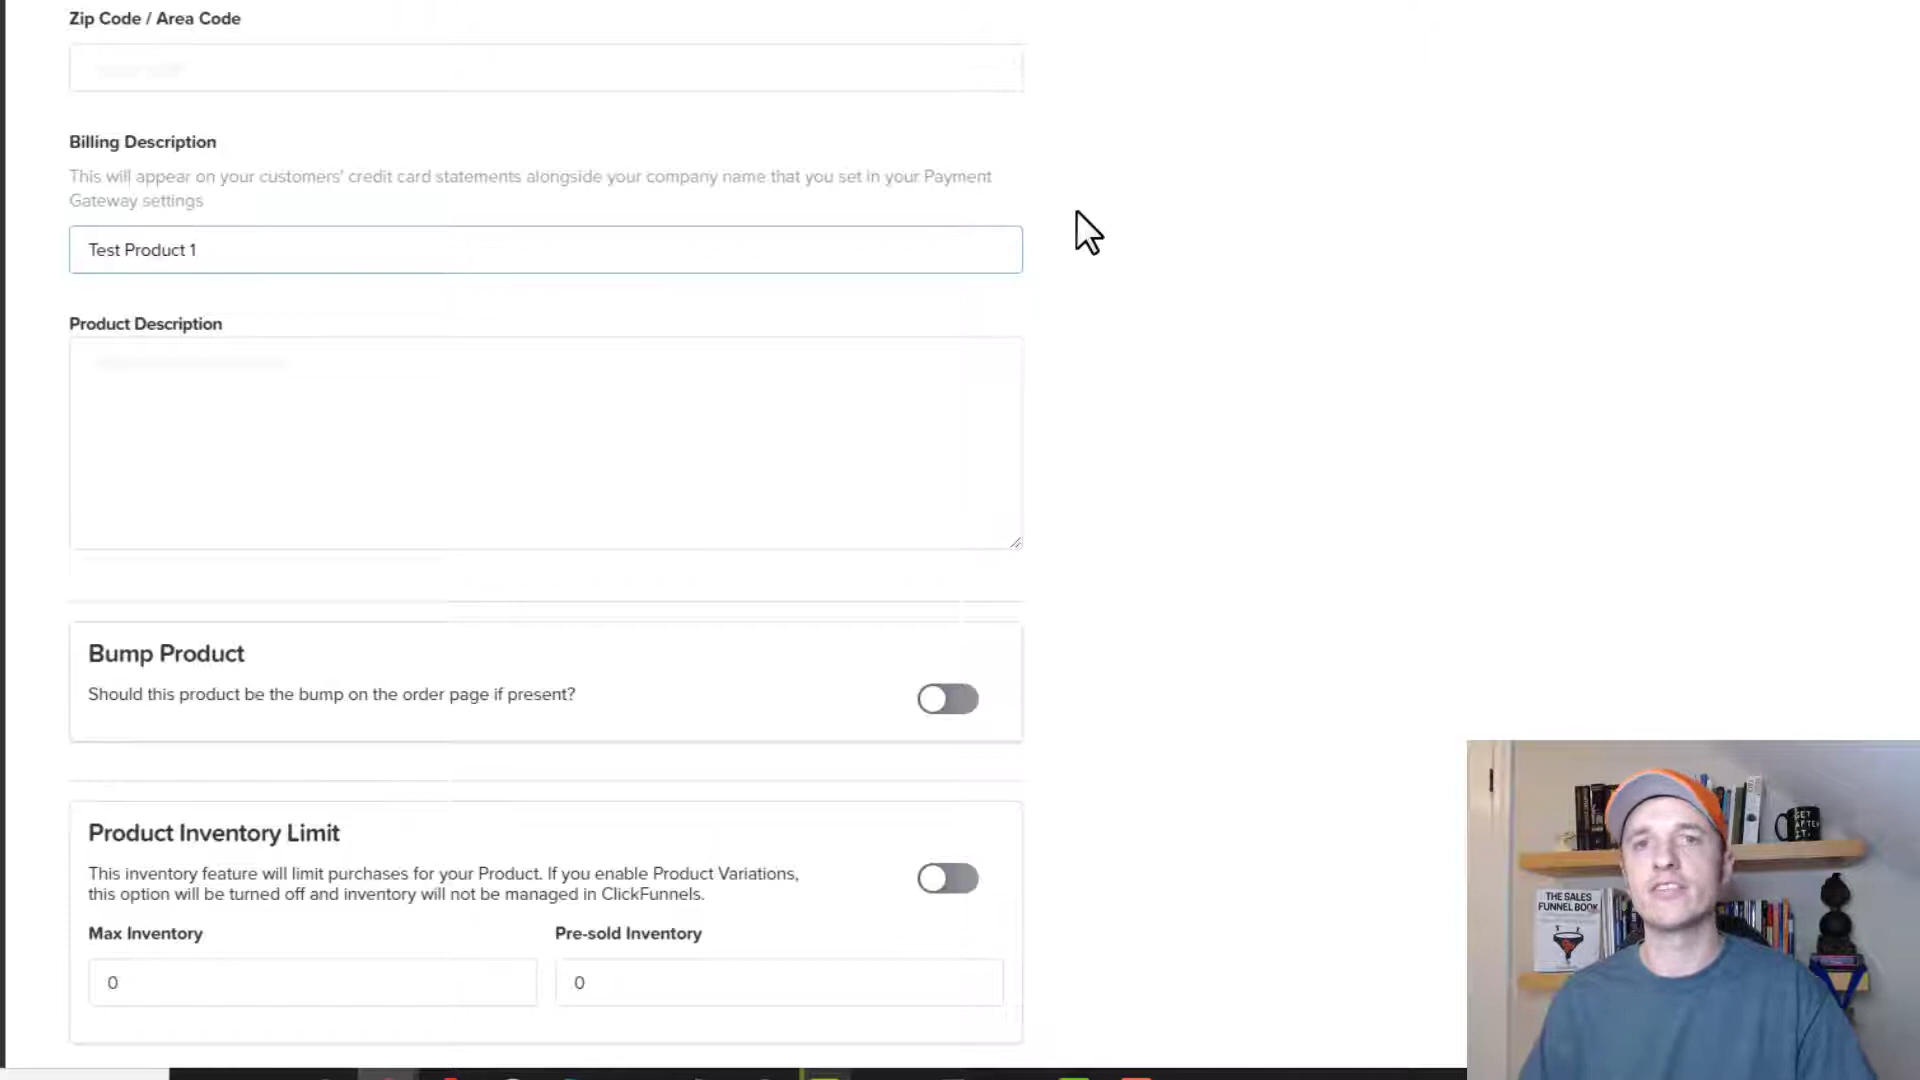 Zip Code / Area Code
Billing Description
This will appear on your customers' credit card statements alongside your company name that you set in your Payment
Gateway settings
Test Product 1
Product Description
Bump Product
Should this product be the bump on the order page if present?
Product Inventory Limit
This inventory feature will limit purchases for your Product. If you enable Product Variations,
this option will be turned off and inventory will not be managed in ClickFunnels.
Max Inventory
Pre-sold Inventory
0
0
GET
AFTER
IT.
THE SALES
FUNNEL BOOK